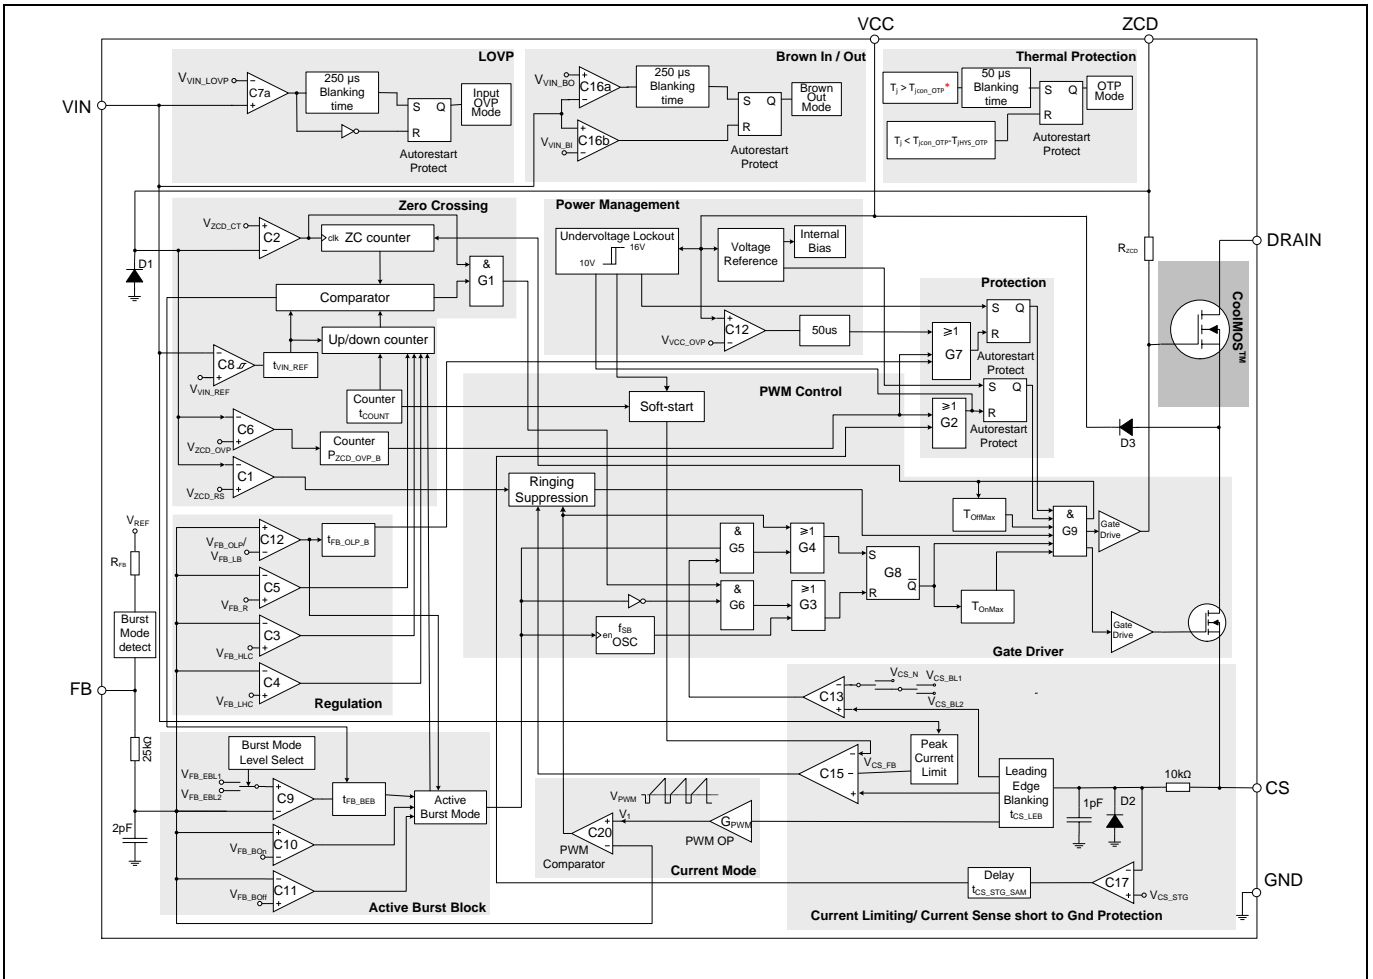 VCC
ZCD
VIN
LOVP
V_VIN_LOVP
−
+
C7a
250 µs
Blanking
time
S
Q
R
Input
OVP
Mode
Autorestart
Protect
Brown In / Out
V_VIN_BO
+
−
C16a
250 µs
Blanking
time
S
Q
R
Brown
Out
Mode
V_VIN_BI
+
−
C16b
Autorestart
Protect
Thermal Protection
Tj > Tjcon_OTP*
50 µs
Blanking
time
S
Q
R
OTP
Mode
Tj < Tjcon_OTP-TjHYS_OTP
Autorestart
Protect
Zero Crossing
V_ZCD_CT
+
−
C2
clk
ZC counter
&
G1
D1
Comparator
Up/down counter
−
+
C8
t_VIN_REF
V_VIN_REF
Counter
t_COUNT
−
+
C6
V_ZCD_OVP
Counter
P_ZCD_OVP_B
−
+
C1
V_ZCD_RS
Power Management
Undervoltage Lockout
16V
10V
Voltage
Reference
Internal
Bias
+
−
C12
V_VCC_OVP
50us
Protection
≥1
G7
S
Q
R
Autorestart
Protect
≥1
G2
S
Q
R
Autorestart
Protect
R_ZCD
DRAIN
CoolMOS™
D3
PWM Control
Soft-start
Ringing
Suppression
&
G5
≥1
G4
&
G6
≥1
G3
S
R
G8
Q
f_SB
OSC
en
T_OffMax
T_OnMax
&
G9
Gate
Drive
Gate
Drive
Gate Driver
V_REF
R_FB
Burst
Mode
detect
FB
25kΩ
2pF
V_FB_OLP/
V_FB_LB
+
−
C12
t_FB_OLP_B
−
+
C5
V_FB_R
−
+
C3
V_FB_HLC
−
+
C4
V_FB_LHC
Regulation
Burst Mode
Level Select
V_FB_EBL1
V_FB_EBL2
+
−
C9
t_FB_BEB
Active
Burst Mode
+
−
C10
V_FB_BOn
−
+
C11
V_FB_BOff
Active Burst Block
V_PWM
V_1
+
−
C20
PWM
Comparator
G_PWM
PWM OP
Current Mode
−
+
C13
V_CS_N
V_CS_BL1
V_CS_BL2
-
−
−
+
C15
V_CS_FB
Peak
Current
Limit
Leading
Edge
Blanking
t_CS_LEB
1pF
D2
10kΩ
CS
Delay
t_CS_STG_SAM
−
+
C17
V_CS_STG
GND
Current Limiting/ Current Sense short to Gnd Protection